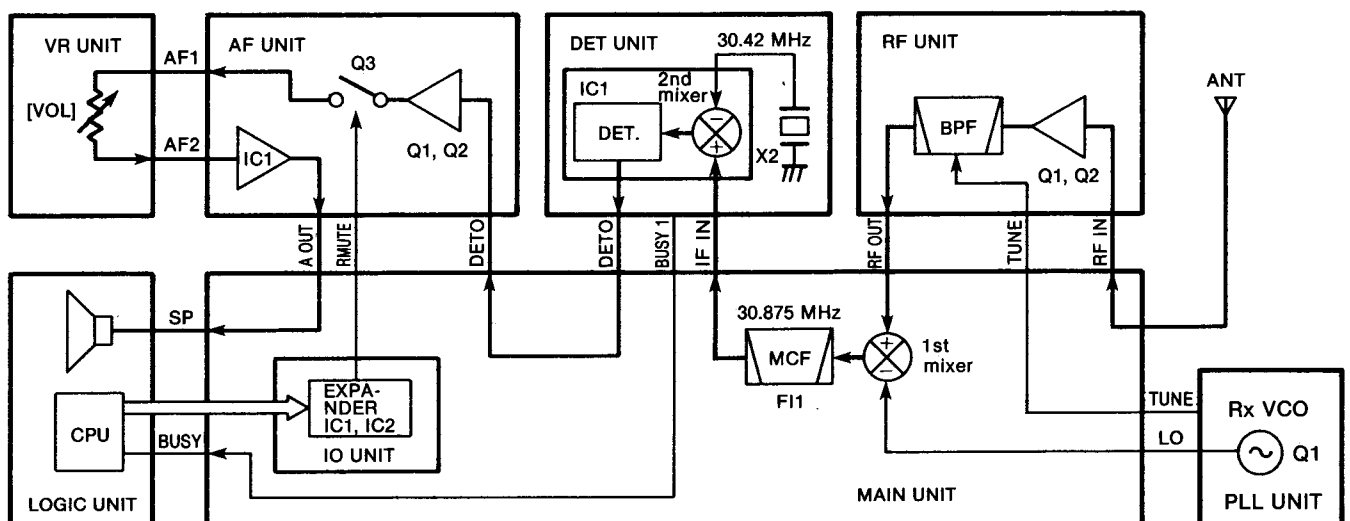 VR UNIT
[VOL]
AF1
AF2
AF UNIT
Q3
Q1, Q2
IC1
A OUT
RMUTE
DETO
DET UNIT
30.42 MHz
2nd
mixer
IC1
DET.
−
+
X2
DETO
BUSY 1
IF IN
RF UNIT
BPF
Q1, Q2
RF OUT
TUNE
RF IN
ANT
SP
CPU
BUSY
LOGIC UNIT
EXPA-
NDER
IC1, IC2
IO UNIT
30.875 MHz
MCF
FI1
+
−
1st
mixer
MAIN UNIT
TUNE
LO
Rx VCO
Q1
PLL UNIT